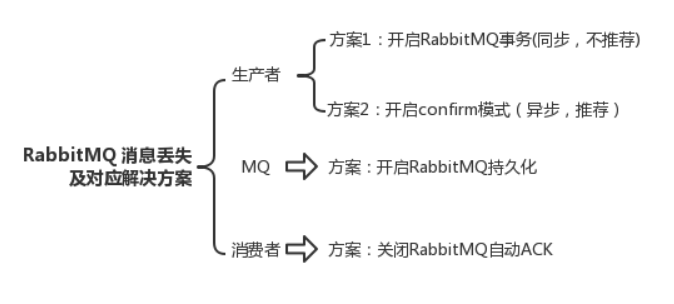 方案1：开启RabbitMQ事务(同步，不推荐)
生产者
方案2：开启confirm模式（异步，推荐）
RabbitMQ 消息丢失
及对应解决方案
MQ
方案：开启RabbitMQ持久化
消费者
方案：关闭RabbitMQ自动ACK